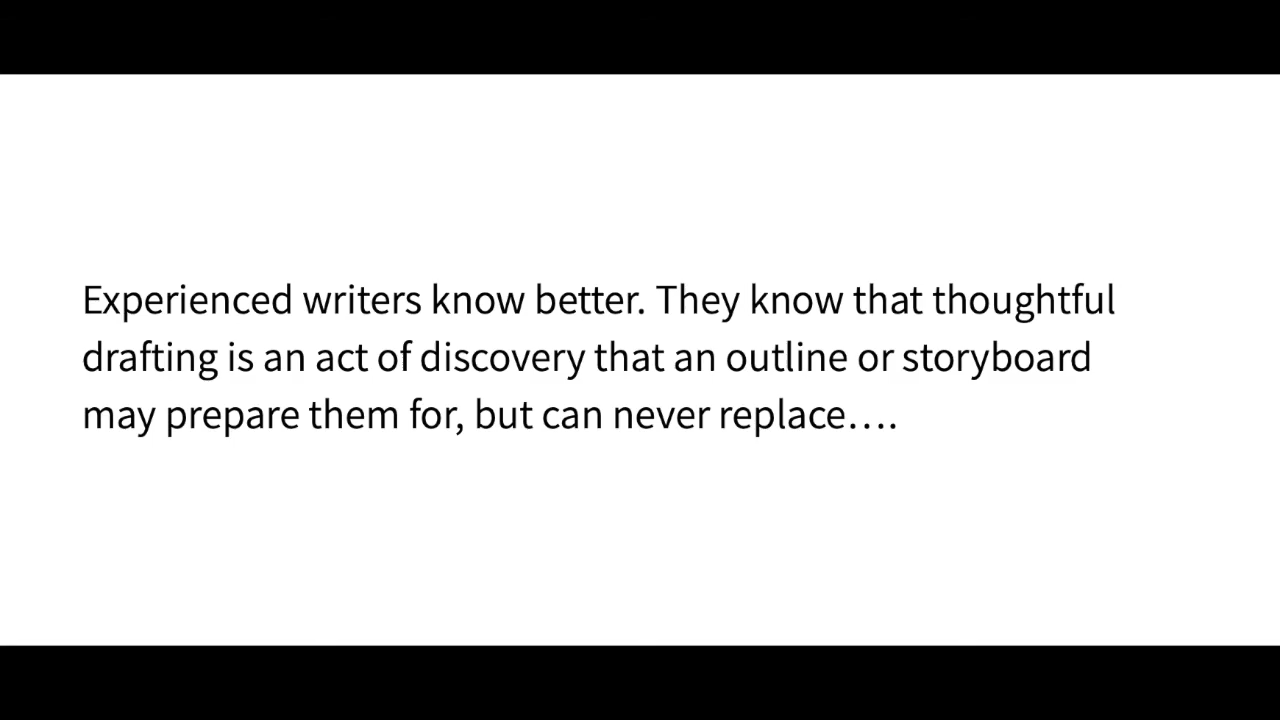 Experienced writers know better. They know that thoughtful
drafting is an act of discovery that an outline or storyboard
may prepare them for, but can never replace….